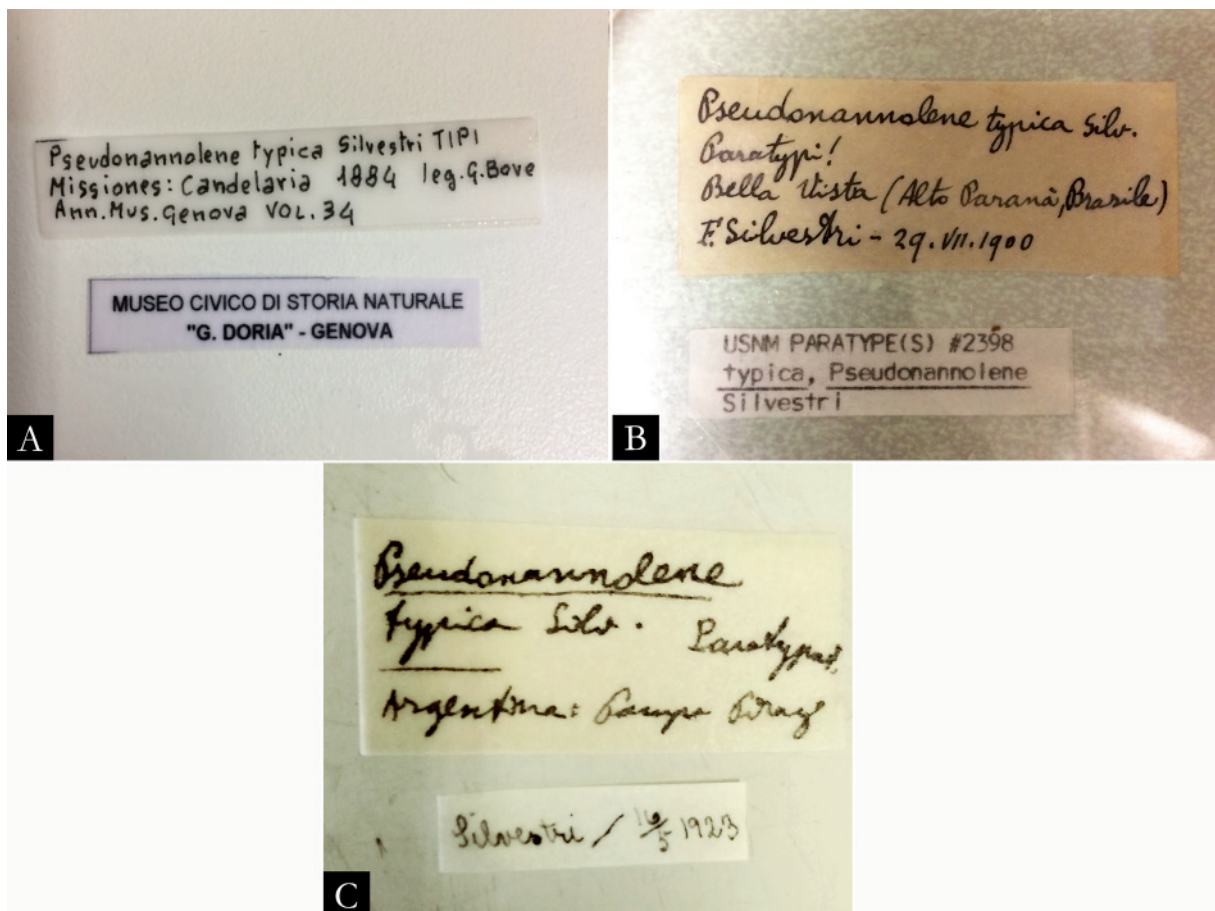 Pseudonannolene typica Silvestri TIPI
Missiones: Candelaria 1884 leg. G. Bove
Ann. Mus. Genova VOL. 34
MUSEO CIVICO DI STORIA NATURALE
"G. DORIA" - GENOVA
A
Pseudonannolene typica Silv.
Paratypi!
Bella Vista (Alto Paranà, Brasile)
F. Silvestri - 29. VII. 1900
USNM PARATYPE(S) #2398
typica, Pseudonannolene
Silvestri
B
Pseudonannolene
typica Silv.
Argentina: Pampa
Silvestri / 16/5 1923
C